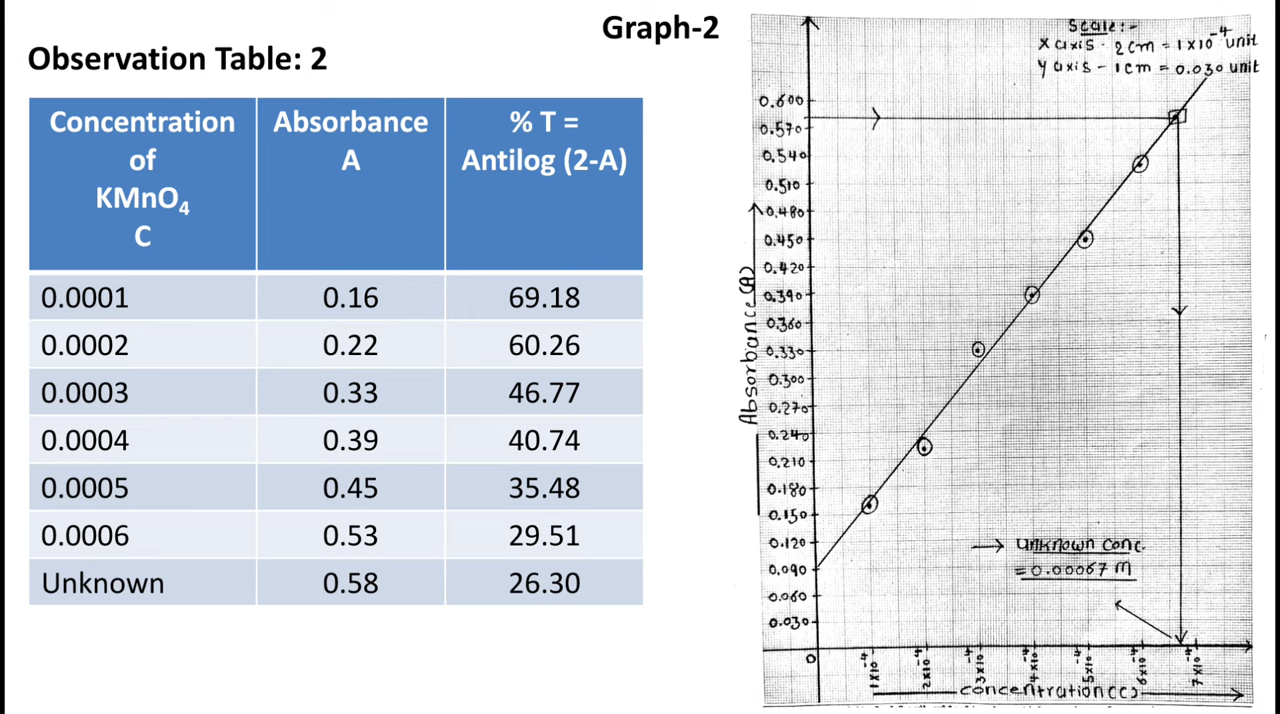 Graph-2
Observation Table: 2
Concentration of KMnO4 C | Absorbance A | % T = Antilog (2-A)
0.0001 | 0.16 | 69.18
0.0002 | 0.22 | 60.26
0.0003 | 0.33 | 46.77
0.0004 | 0.39 | 40.74
0.0005 | 0.45 | 35.48
0.0006 | 0.53 | 29.51
Unknown | 0.58 | 26.30
Scale:-
X axis - 2cm = 1x10⁻⁴ unit
Y axis - 1cm = 0.030 unit
0.600
0.570
0.540
0.510
0.480
0.450
0.420
0.390
0.360
0.330
0.300
0.270
0.240
0.210
0.180
0.150
0.120
0.090
0.060
0.030
0
Absorbance (A)
→ Unknown Conc.
= 0.00067 M
1x10⁻⁴
2x10⁻⁴
3x10⁻⁴
4x10⁻⁴
5x10⁻⁴
6x10⁻⁴
7x10⁻⁴
concentration (c)